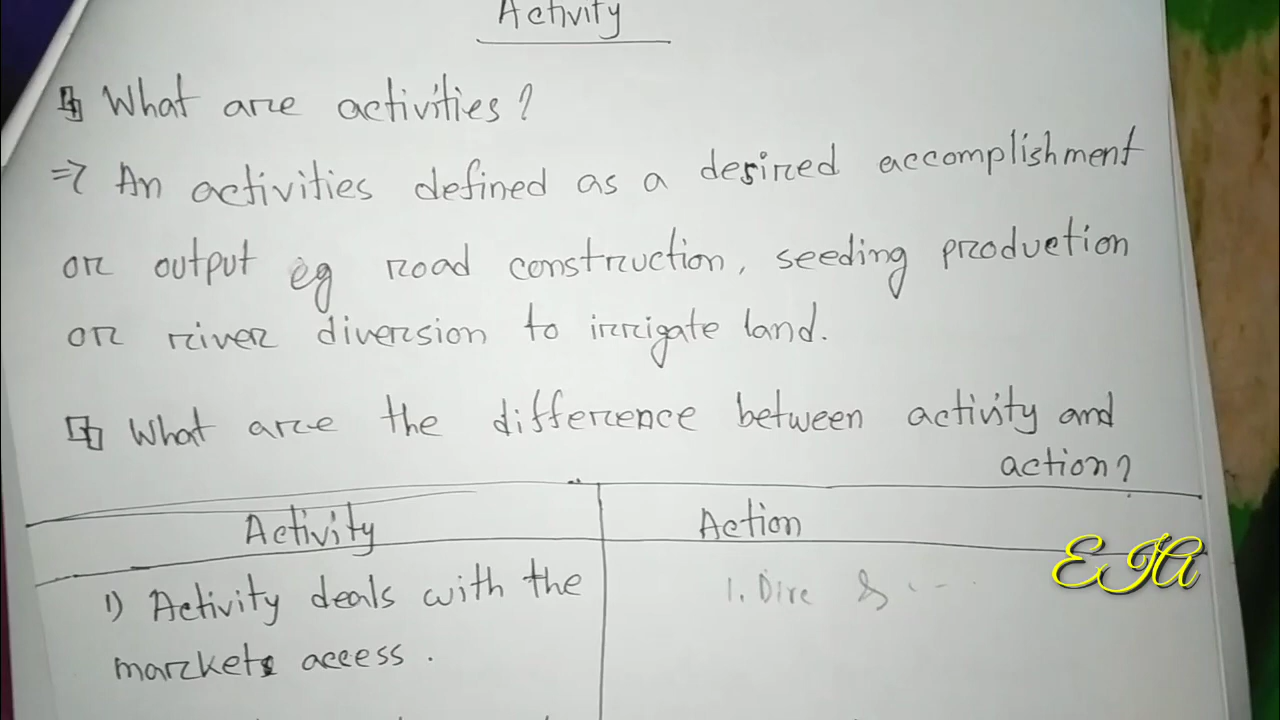 Activity
What are activities?
⇒ An activities defined as a desired accomplishment
or output eg road construction, seeding production
or river diversion to irrigate land.
What are the difference between activity and
action?
Activity
Action
1) Activity deals with the
markets access.
1. Dire
EIA